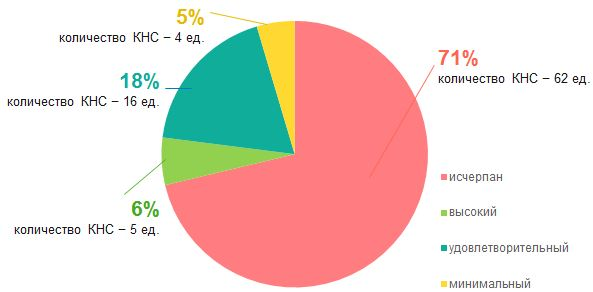 5%
количество КНС – 4 ед.
71%
количество КНС – 62 ед.
18%
количество КНС – 16 ед.
6%
количество КНС – 5 ед.
исчерпан
высокий
удовлетворительный
минимальный